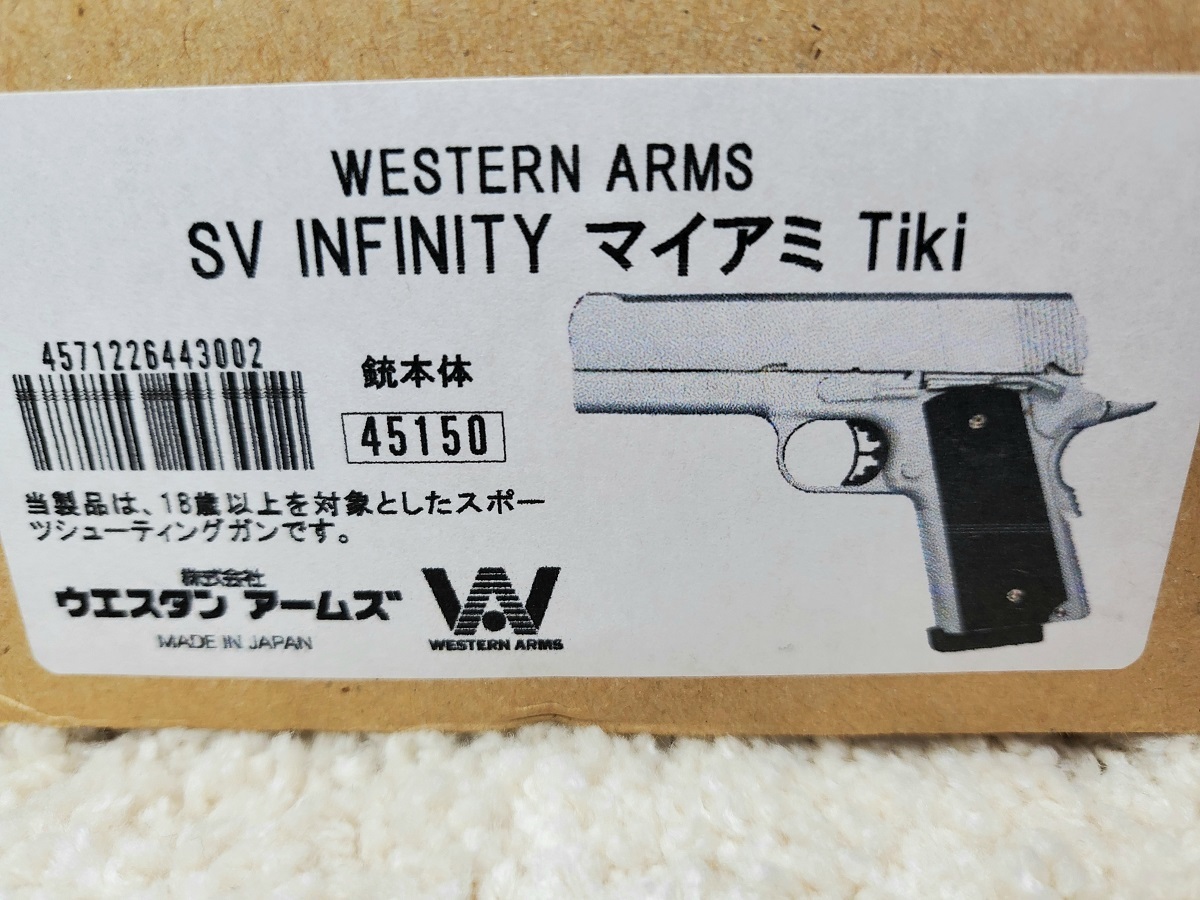 WESTERN ARMS
SV INFINITY マイアミ Tiki
4571226443002
銃本体
45150
当製品は、18歳以上を対象としたスポー
ツシューティングガンです。
株式会社
ウエスタン アームズ
MADE IN JAPAN
WESTERN ARMS